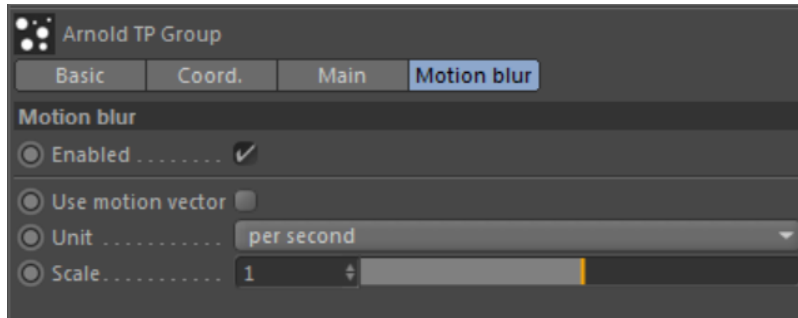 Arnold TP Group
Basic Coord. Main Motion blur
Motion blur
Enabled ........
Use motion vector
Unit ........... per second
Scale........... 1